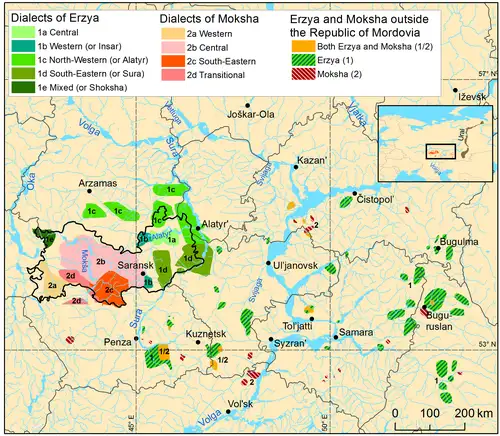 Dialects of Erzya
1a Central
1b Western (or Insar)
1c North-Western (or Alatyr)
1d South-Eastern (or Sura)
1e Mixed (or Shoksha)
Dialects of Moksha
2a Western
2b Central
2c South-Eastern
2d Transitional
Erzya and Moksha outside
the Republic of Mordovia
Both Erzya and Moksha (1/2)
Erzya (1)
Moksha (2)
57° N
Iževsk
Joškar-Ola
Volga
Vetluga
Sura
Vjatka
Oka
Kazan'
Svijaga
Ural
Volga
Arzamas
1c
1c
1c
1c
Čistopol'
Alatyr'
2
1e
1b
Alatyr'
1a
1c
Bugulma
2b
Moksha
2d
Saransk
1d
1d
Ul'janovsk
2a
2c
1b
1
2d
Svijaga
Bugu-
ruslan
Sura
Tol'jatti
Samara
Penza
Kuznetsk
Syzran'
53° N
1
1/2
1/2
2
1
Vol'sk
Volga
45° E
50° E
0
100
200 km